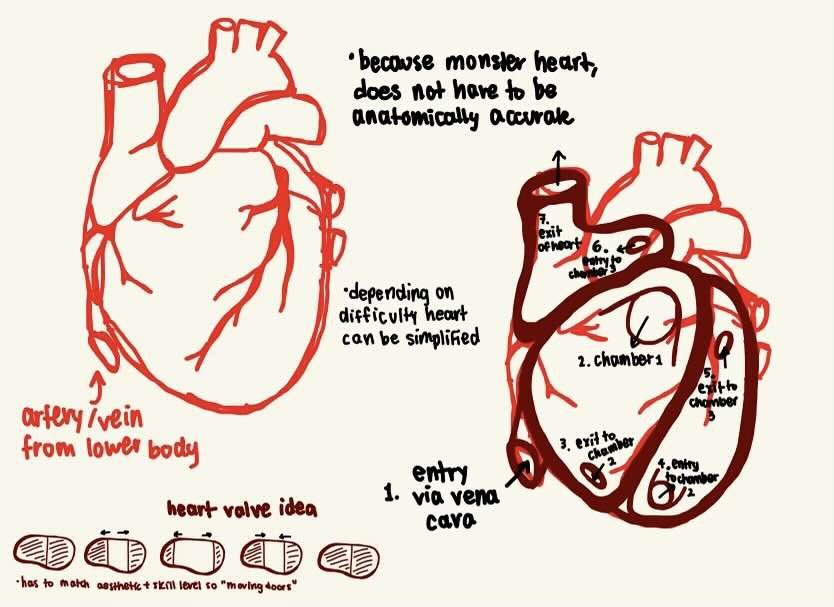 •because monster heart,
does not have to be
anatomically accurate
•depending on
difficulty heart
can be simplified
artery/vein
from lower body
7.
exit
of heart
6.
entry to
chamber 3
2. chamber 1
5.
exit to
chamber
3
3. exit to
chamber
2
4. entry
to chamber
2
1. entry
via vena
cava
heart valve idea
•has to match aesthetic + skill level so "moving doors"